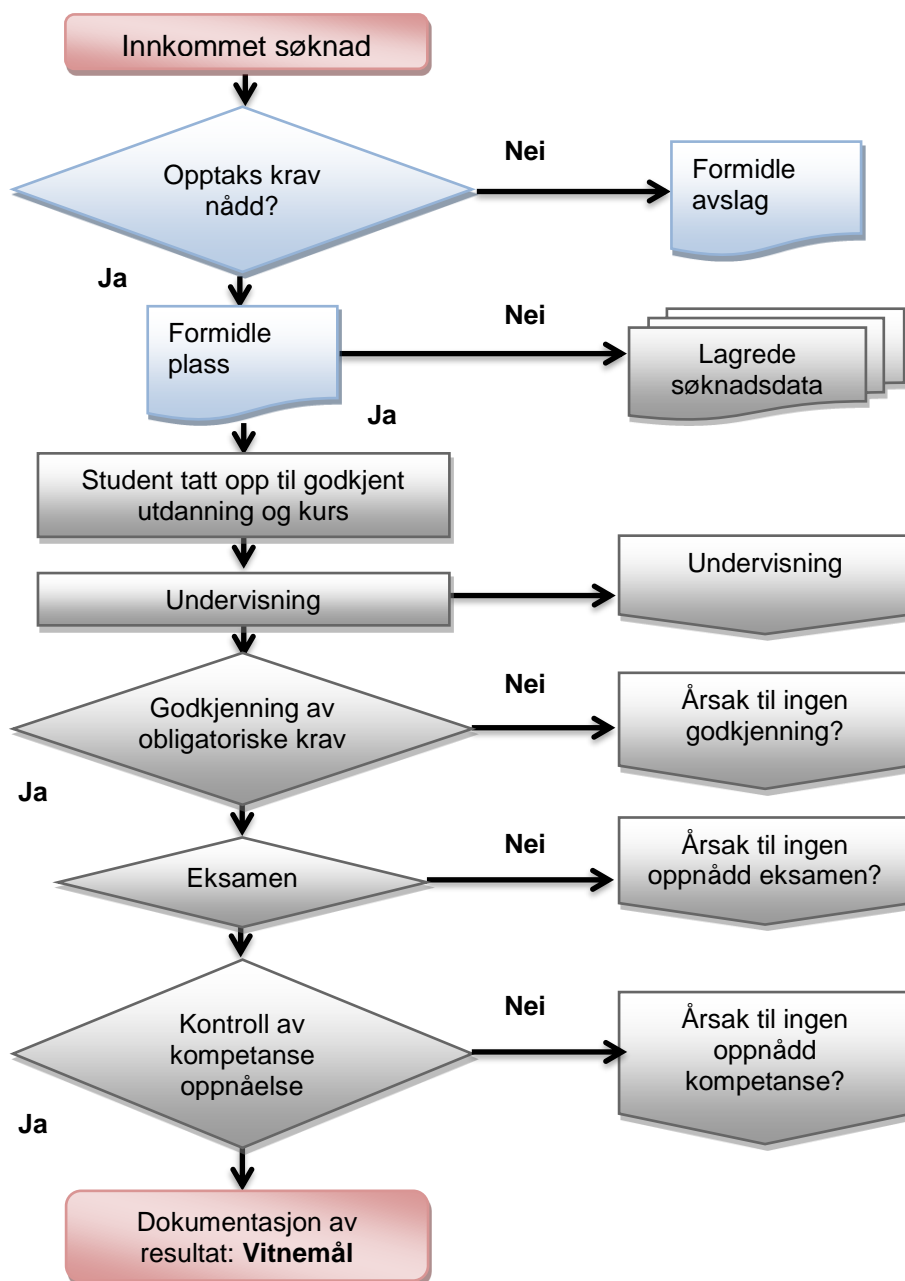 Innkommet søknad
Opptaks krav
nådd?
Nei
Formidle
avslag
Ja
Formidle
plass
Nei
Lagrede
søknadsdata
Ja
Student tatt opp til godkjent
utdanning og kurs
Undervisning
Undervisning
Godkjenning av
obligatoriske krav
Nei
Årsak til ingen
godkjenning?
Ja
Eksamen
Nei
Årsak til ingen
oppnådd eksamen?
Kontroll av
kompetanse
oppnåelse
Nei
Årsak til ingen
oppnådd
kompetanse?
Ja
Dokumentasjon av
resultat: Vitnemål